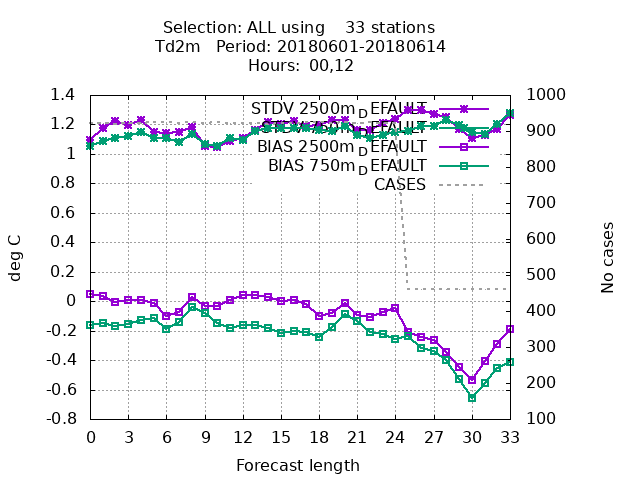 Selection: ALL using 33 stations
Td2m Period: 20180601-20180614
Hours: 00,12
STDV 2500m_DEFAULT
BIAS 2500m_DEFAULT
BIAS 750m_DEFAULT
CASES
deg C
No cases
1.4
1.2
1
0.8
0.6
0.4
0.2
0
-0.2
-0.4
-0.6
-0.8
1000
900
800
700
600
500
400
300
200
100
0 3 6 9 12 15 18 21 24 27 30 33
Forecast length